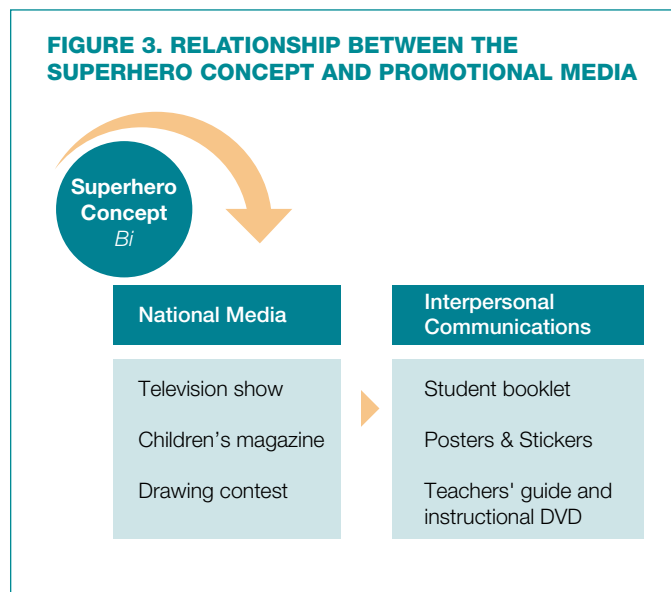 FIGURE 3. RELATIONSHIP BETWEEN THE
SUPERHERO CONCEPT AND PROMOTIONAL MEDIA
Superhero
Concept
Bi
National Media
Television show
Children’s magazine
Drawing contest
Interpersonal
Communications
Student booklet
Posters & Stickers
Teachers' guide and
instructional DVD